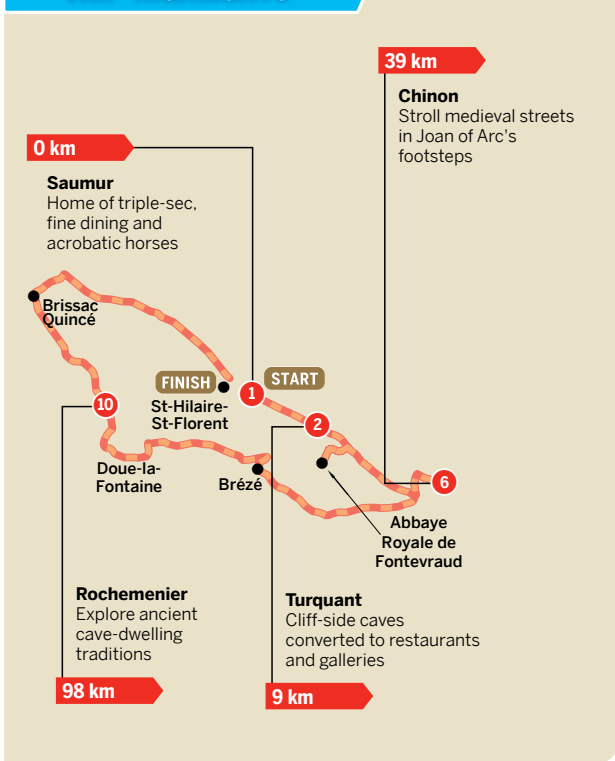 39 km
Chinon
Stroll medieval streets
in Joan of Arc's
footsteps
0 km
Saumur
Home of triple-sec,
fine dining and
acrobatic horses
Brissac
Quincé
FINISH
START
1
St-Hilaire-
St-Florent
2
10
Doue-la-
Fontaine
Brézé
6
Abbaye
Royale de
Fontevraud
Rochemenier
Explore ancient
cave-dwelling
traditions
98 km
Turquant
Cliff-side caves
converted to restaurants
and galleries
9 km